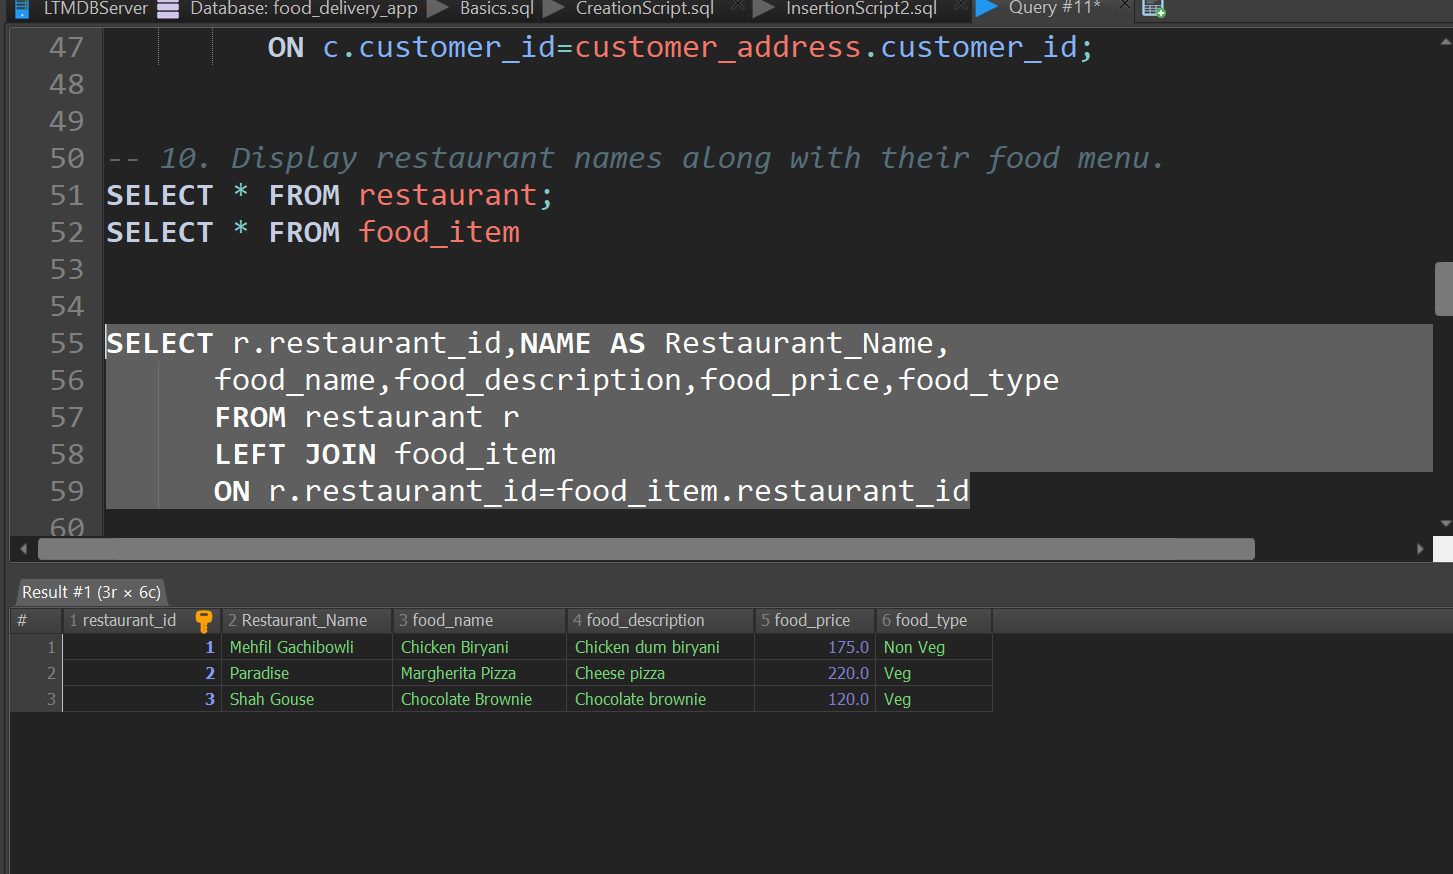 LTMDBServer Database: food_delivery_app Basics.sql CreationScript.sql InsertionScript2.sql Query #11*
47 ON c.customer_id=customer_address.customer_id;
48
49
50 -- 10. Display restaurant names along with their food menu.
51 SELECT * FROM restaurant;
52 SELECT * FROM food_item
53
54
55 SELECT r.restaurant_id,NAME AS Restaurant_Name,
56 food_name,food_description,food_price,food_type
57 FROM restaurant r
58 LEFT JOIN food_item
59 ON r.restaurant_id=food_item.restaurant_id
60
Result #1 (3r × 6c)
# 1 restaurant_id 2 Restaurant_Name 3 food_name 4 food_description 5 food_price 6 food_type
1 1 Mehfil Gachibowli Chicken Biryani Chicken dum biryani 175.0 Non Veg
2 2 Paradise Margherita Pizza Cheese pizza 220.0 Veg
3 3 Shah Gouse Chocolate Brownie Chocolate brownie 120.0 Veg